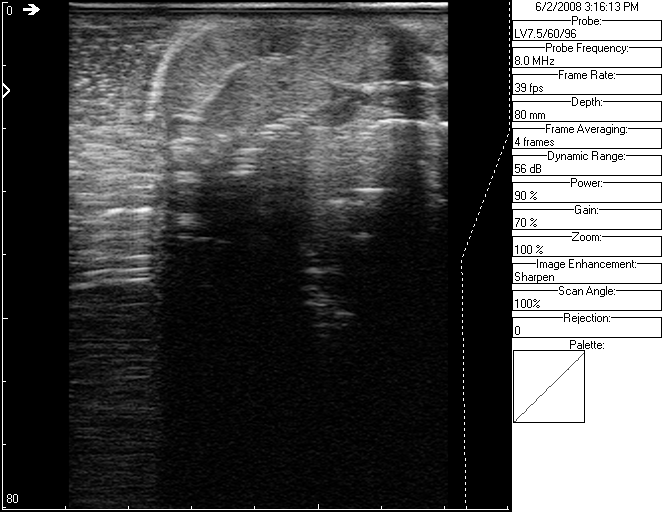 0
80
6/2/2008 3:16:13 PM
Probe:
LV7.5/60/96
Probe Frequency:
8.0 MHz
Frame Rate:
39 fps
Depth:
80 mm
Frame Averaging:
4 frames
Dynamic Range:
56 dB
Power:
90 %
Gain:
70 %
Zoom:
100 %
Image Enhancement:
Sharpen
Scan Angle:
100%
Rejection:
0
Palette: